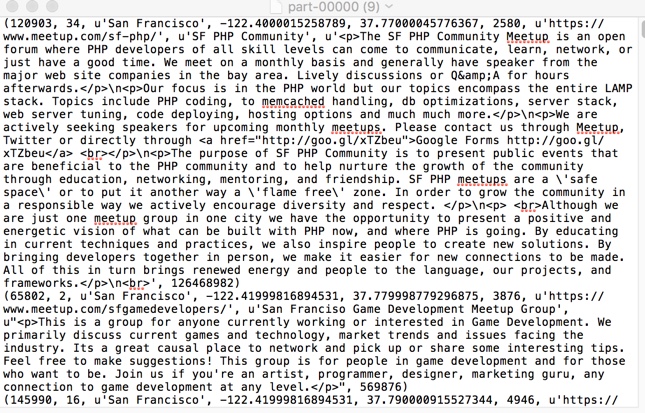 part-00000 (9)
(120903, 34, u'San Francisco', -122.4000015258789, 37.77000045776367, 2580, u'https://
www.meetup.com/sf-php/', u'SF PHP Community', u'<p>The SF PHP Community Meetup is an open
forum where PHP developers of all skill levels can come to communicate, learn, network, or
just have a good time. We meet on a monthly basis and generally have speaker from the
major web site companies in the bay area. Lively discussions or Q&amp;A for hours
afterwards.</p>\n<p>Our focus is in the PHP world but our topics encompass the entire LAMP
stack. Topics include PHP coding, to memcached handling, db optimizations, server stack,
web server tuning, code deploying, hosting options and much much more.</p>\n<p>We are
actively seeking speakers for upcoming monthly meetups. Please contact us through Meetup,
Twitter or directly through <a href="http://goo.gl/xTZbeu">Google Forms http://goo.gl/
xTZbeu</a> <br></p>\n<p>The purpose of SF PHP Community is to present public events that
are beneficial to the PHP community and to help nurture the growth of the community
through education, networking, mentoring, and friendship. SF PHP meetups are a \'safe
space\' or to put it another way a \'flame free\' zone. In order to grow the community in
a responsible way we actively encourage diversity and respect. </p>\n<p> <br>Although we
are just one meetup group in one city we have the opportunity to present a positive and
energetic vision of what can be built with PHP now, and where PHP is going. By educating
in current techniques and practices, we also inspire people to create new solutions. By
bringing developers together in person, we make it easier for new connections to be made.
All of this in turn brings renewed energy and people to the language, our projects, and
frameworks.</p>\n<br>', 126468982)
(65802, 2, u'San Francisco', -122.41999816894531, 37.779998779296875, 3876, u'https://
www.meetup.com/sfgamedevelopers/', u'San Franciso Game Development Meetup Group',
u"<p>This is a group for anyone currently working or interested in Game Development. We
primarily discuss current games and technology, market trends and issues facing the
industry. Its a great causal place to network and pick up or share some interesting tips.
Feel free to make suggestions! This group is for people in game development and for those
who want to be. Join us if you're an artist, programmer, designer, marketing guru, any
connection to game development at any level.</p>", 569876)
(145990, 16, u'San Francisco', -122.41999816894531, 37.790000915527344, 4946, u'https://